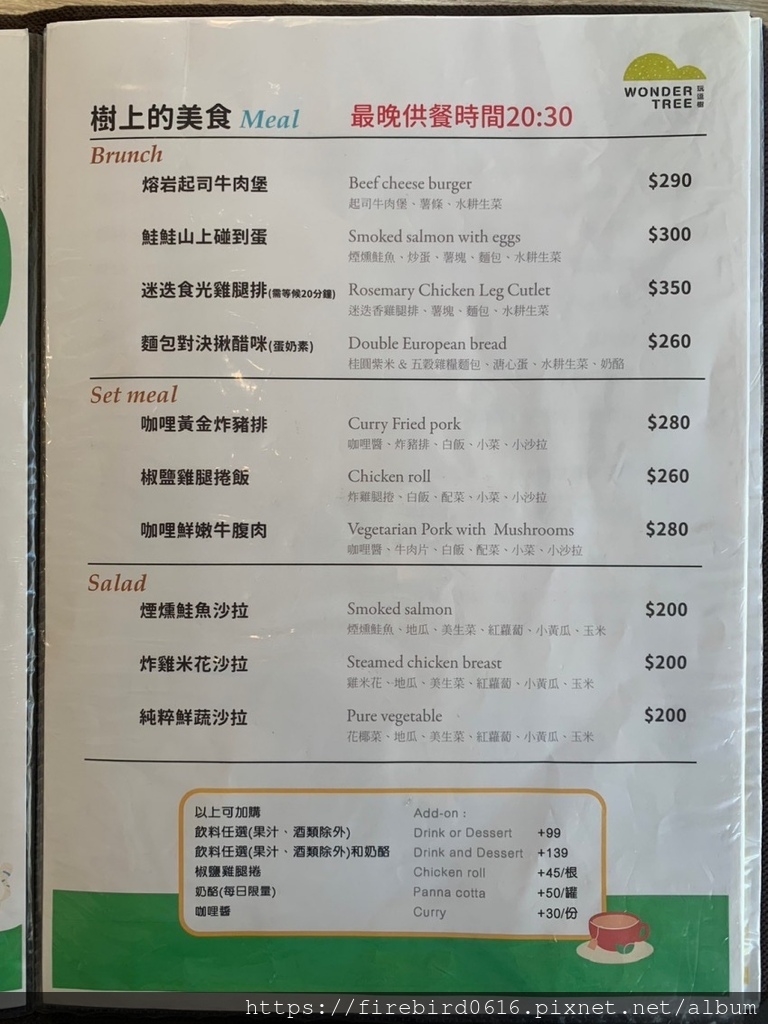 WONDER
TREE
玩逗樹
樹上的美食 Meal 最晚供餐時間20:30
Brunch
熔岩起司牛肉堡 Beef cheese burger $290
起司牛肉堡、薯條、水耕生菜
鮭鮭山上碰到蛋 Smoked salmon with eggs $300
煙燻鮭魚、炒蛋、薯塊、麵包、水耕生菜
迷迭食光雞腿排(需等候20分鐘) Rosemary Chicken Leg Cutlet $350
迷迭香雞腿排、薯塊、麵包、水耕生菜
麵包對決揪醋咪(蛋奶素) Double European bread $260
桂圓紫米 & 五穀雜糧麵包、溏心蛋、水耕生菜、奶酪
Set meal
咖哩黃金炸豬排 Curry Fried pork $280
咖哩醬、炸豬排、白飯、小菜、小沙拉
椒鹽雞腿捲飯 Chicken roll $260
炸雞腿捲、白飯、配菜、小菜、小沙拉
咖哩鮮嫩牛腹肉 Vegetarian Pork with Mushrooms $280
咖哩醬、牛肉片、白飯、配菜、小菜、小沙拉
Salad
煙燻鮭魚沙拉 Smoked salmon $200
煙燻鮭魚、地瓜、美生菜、紅蘿蔔、小黃瓜、玉米
炸雞米花沙拉 Steamed chicken breast $200
雞米花、地瓜、美生菜、紅蘿蔔、小黃瓜、玉米
純粹鮮蔬沙拉 Pure vegetable $200
花椰菜、地瓜、美生菜、紅蘿蔔、小黃瓜、玉米
以上可加購 Add-on :
飲料任選(果汁、酒類除外) Drink or Dessert +99
飲料任選(果汁、酒類除外)和奶酪 Drink and Dessert +139
椒鹽雞腿捲 Chicken roll +45/根
奶酪(每日限量) Panna cotta +50/罐
咖哩醬 Curry +30/份
https://firebird0616.pixnet.net/album